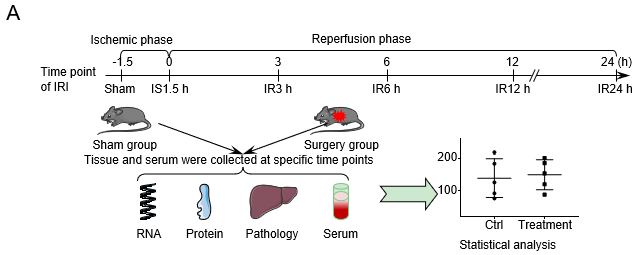 A
Ischemic phase
Reperfusion phase
-1.5 0 3 6 12 24 (h)
Time point
of IRI
Sham IS1.5 h IR3 h IR6 h IR12 h IR24 h
Sham group
Surgery group
Tissue and serum were collected at specific time points
RNA Protein Pathology Serum
200
100
Ctrl Treatment
Statistical analysis